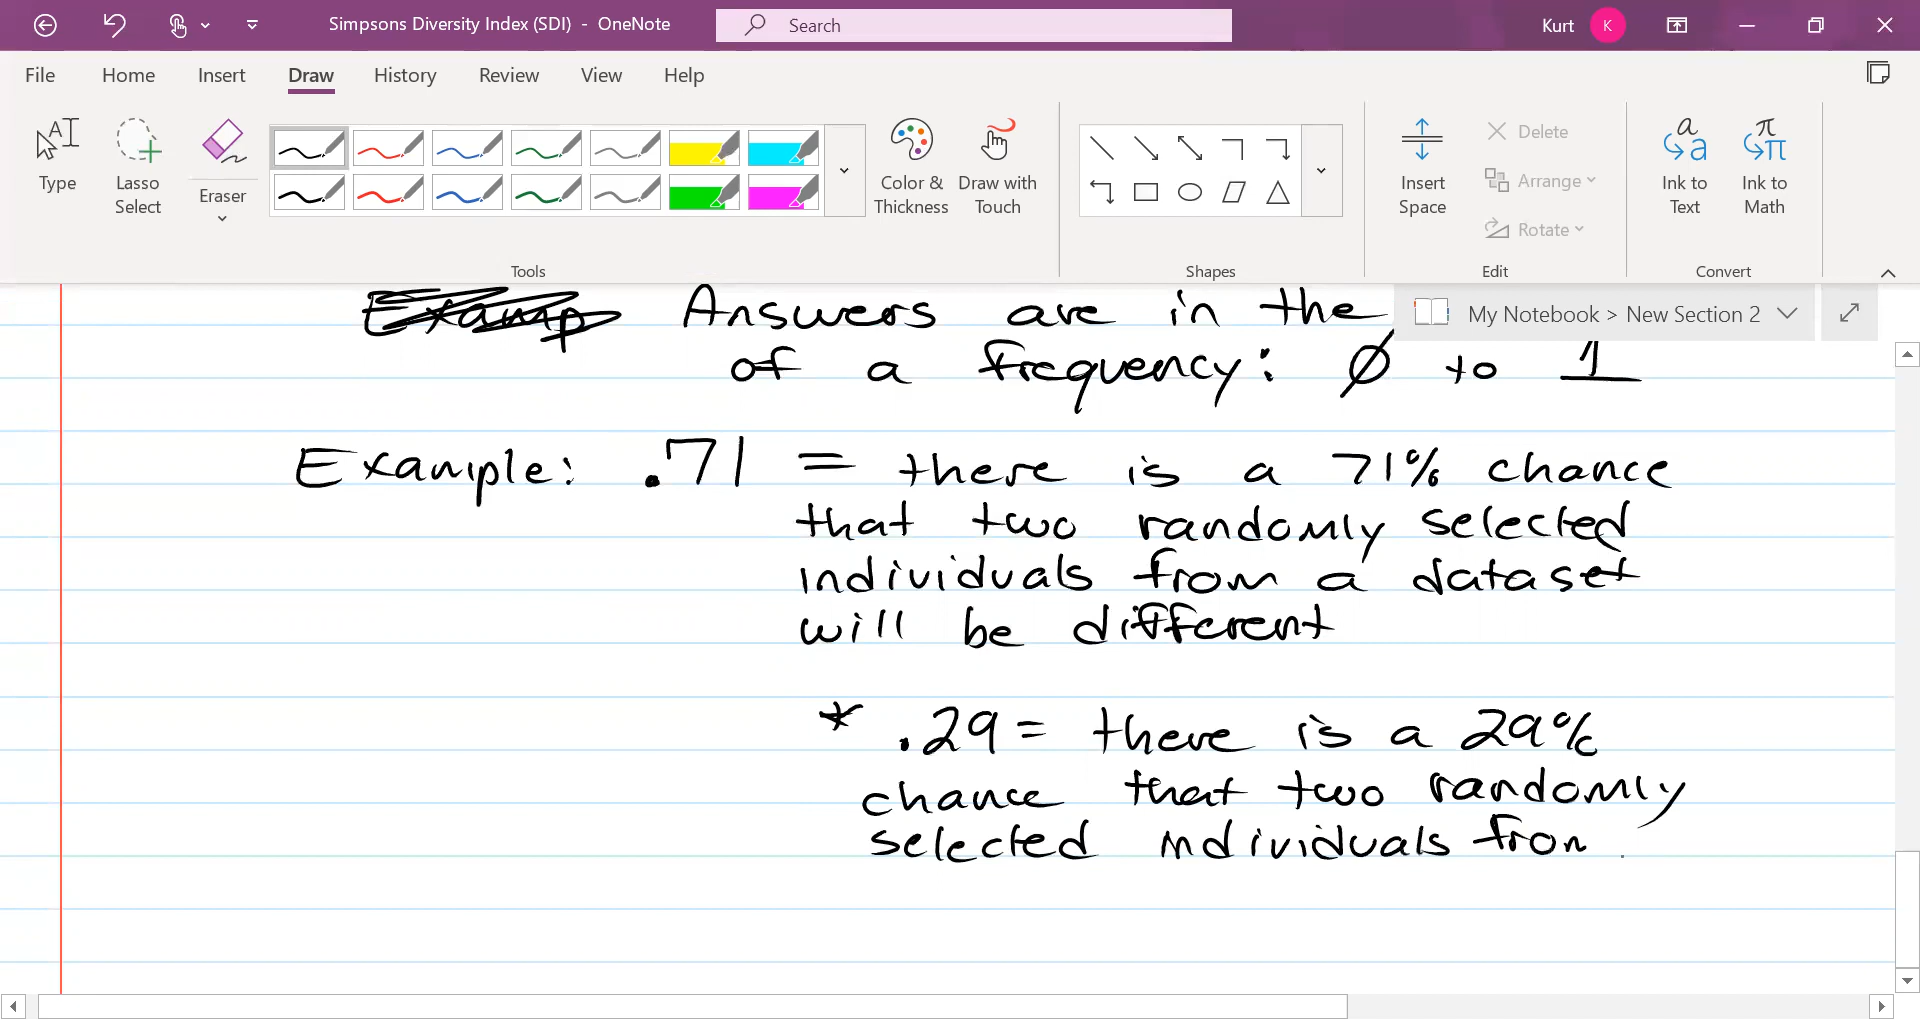 Simpsons Diversity Index (SDI) - OneNote
Search
Kurt
K
File Home Insert Draw History Review View Help
Type
Lasso Select
Eraser
Color & Thickness
Draw with Touch
Insert Space
Delete
Arrange
Rotate
Ink to Text
Ink to Math
Tools
Shapes
Edit
Convert
My Notebook > New Section 2
Examp Answers are in the
of a frequency: 0 to 1
Example: .71 = there is a 71% chance
that two randomly selected
individuals from a dataset
will be different
* .29 = there is a 29%
chance that two randomly
selected individuals from